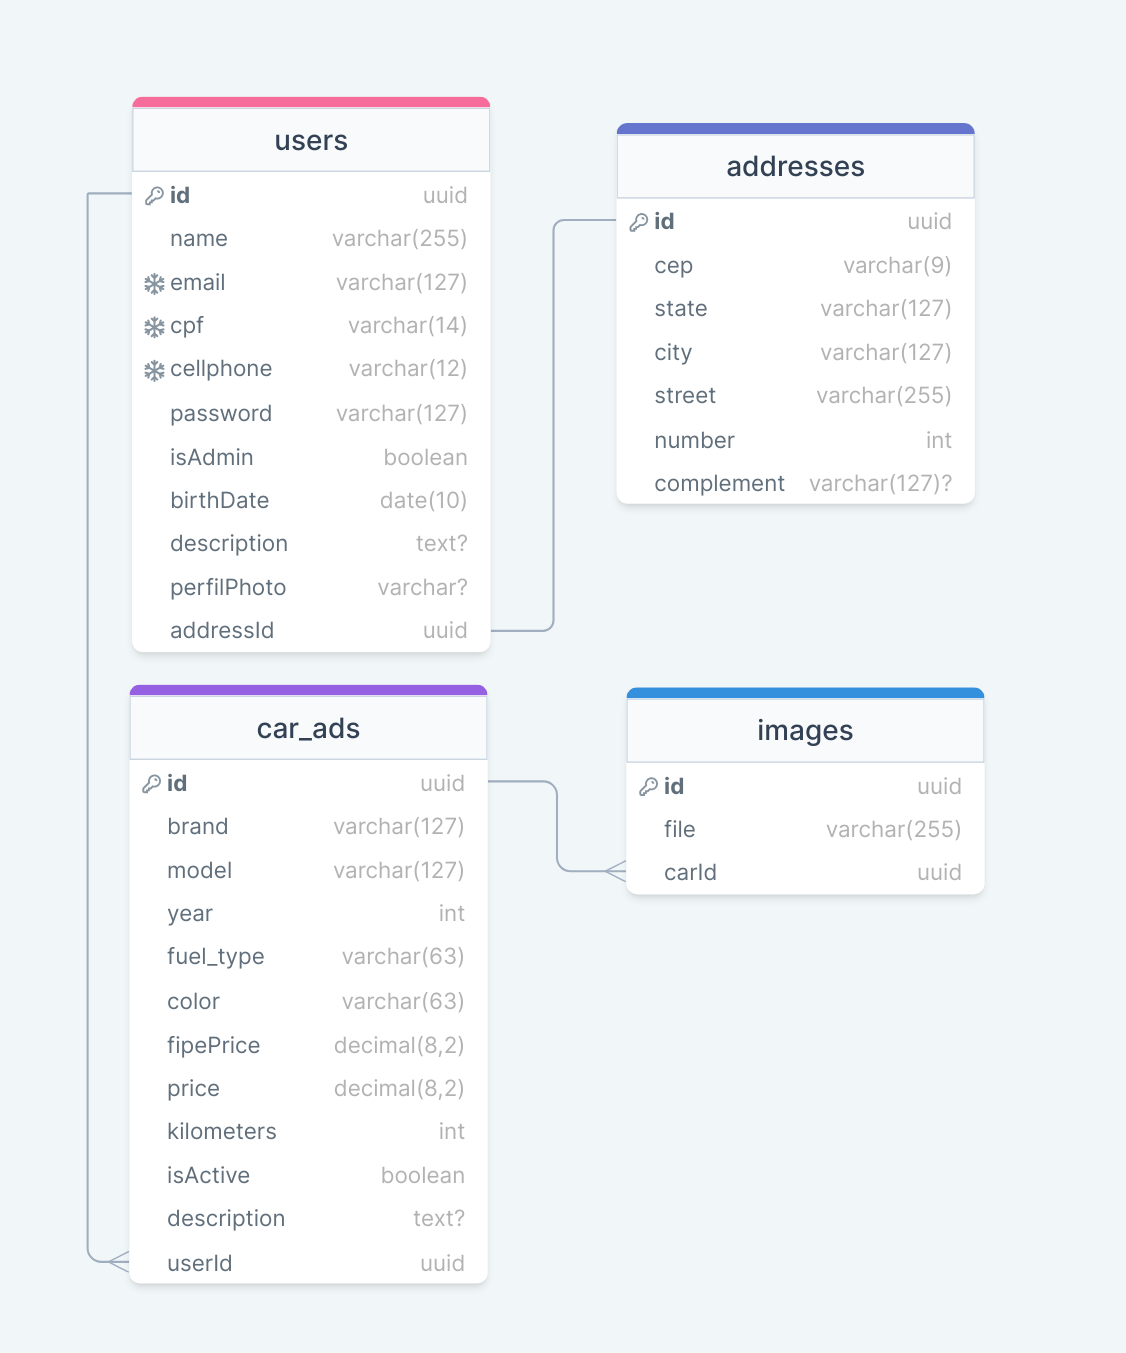 users
id uuid
name varchar(255)
email varchar(127)
cpf varchar(14)
cellphone varchar(12)
password varchar(127)
isAdmin boolean
birthDate date(10)
description text?
perfilPhoto varchar?
addressId uuid
addresses
id uuid
cep varchar(9)
state varchar(127)
city varchar(127)
street varchar(255)
number int
complement varchar(127)?
car_ads
id uuid
brand varchar(127)
model varchar(127)
year int
fuel_type varchar(63)
color varchar(63)
fipePrice decimal(8,2)
price decimal(8,2)
kilometers int
isActive boolean
description text?
userId uuid
images
id uuid
file varchar(255)
carId uuid